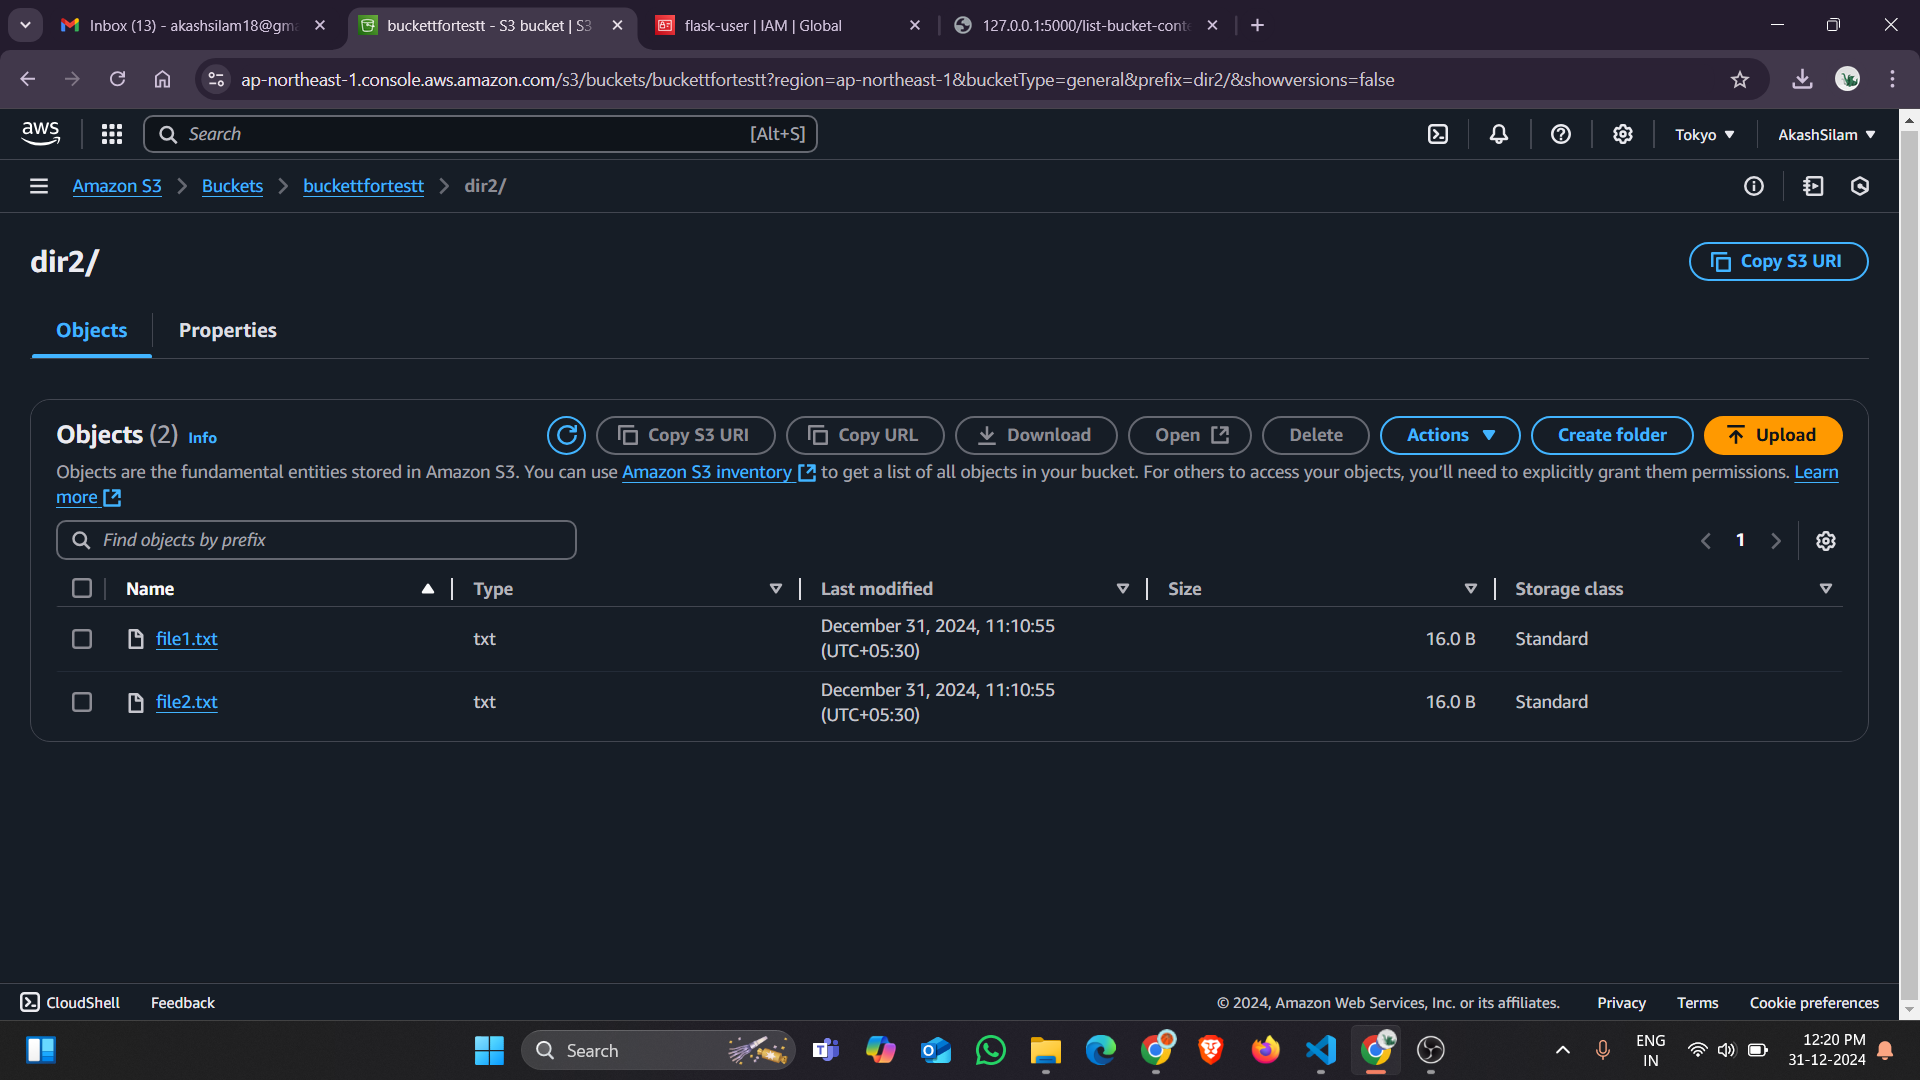 Inbox (13) - akashsilam18@gma
buckettfortestt - S3 bucket | S3
flask-user | IAM | Global
127.0.0.1:5000/list-bucket-conte
ap-northeast-1.console.aws.amazon.com/s3/buckets/buckettfortestt?region=ap-northeast-1&bucketType=general&prefix=dir2/&showversions=false
aws
Search
[Alt+S]
Tokyo
AkashSilam
Amazon S3
Buckets
buckettfortestt
dir2/
dir2/
Copy S3 URI
Objects
Properties
Objects (2) Info
Copy S3 URI
Copy URL
Download
Open
Delete
Actions
Create folder
Upload
Objects are the fundamental entities stored in Amazon S3. You can use Amazon S3 inventory to get a list of all objects in your bucket. For others to access your objects, you’ll need to explicitly grant them permissions. Learn
more
Find objects by prefix
1
Name
Type
Last modified
Size
Storage class
file1.txt
txt
December 31, 2024, 11:10:55
(UTC+05:30)
16.0 B
Standard
file2.txt
txt
December 31, 2024, 11:10:55
(UTC+05:30)
16.0 B
Standard
CloudShell
Feedback
© 2024, Amazon Web Services, Inc. or its affiliates.
Privacy
Terms
Cookie preferences
Search
ENG
IN
12:20 PM
31-12-2024